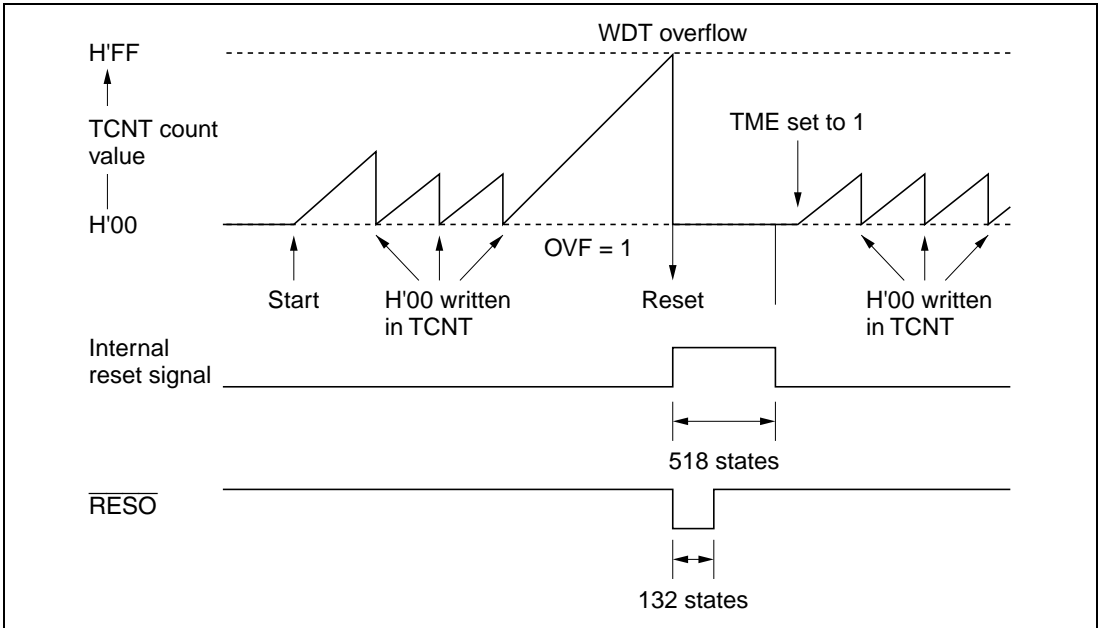 WDT overflow
H'FF
TME set to 1
TCNT count
value
H'00
OVF = 1
Start
H'00 written
in TCNT
Reset
H'00 written
in TCNT
Internal
reset signal
518 states
RESO
132 states